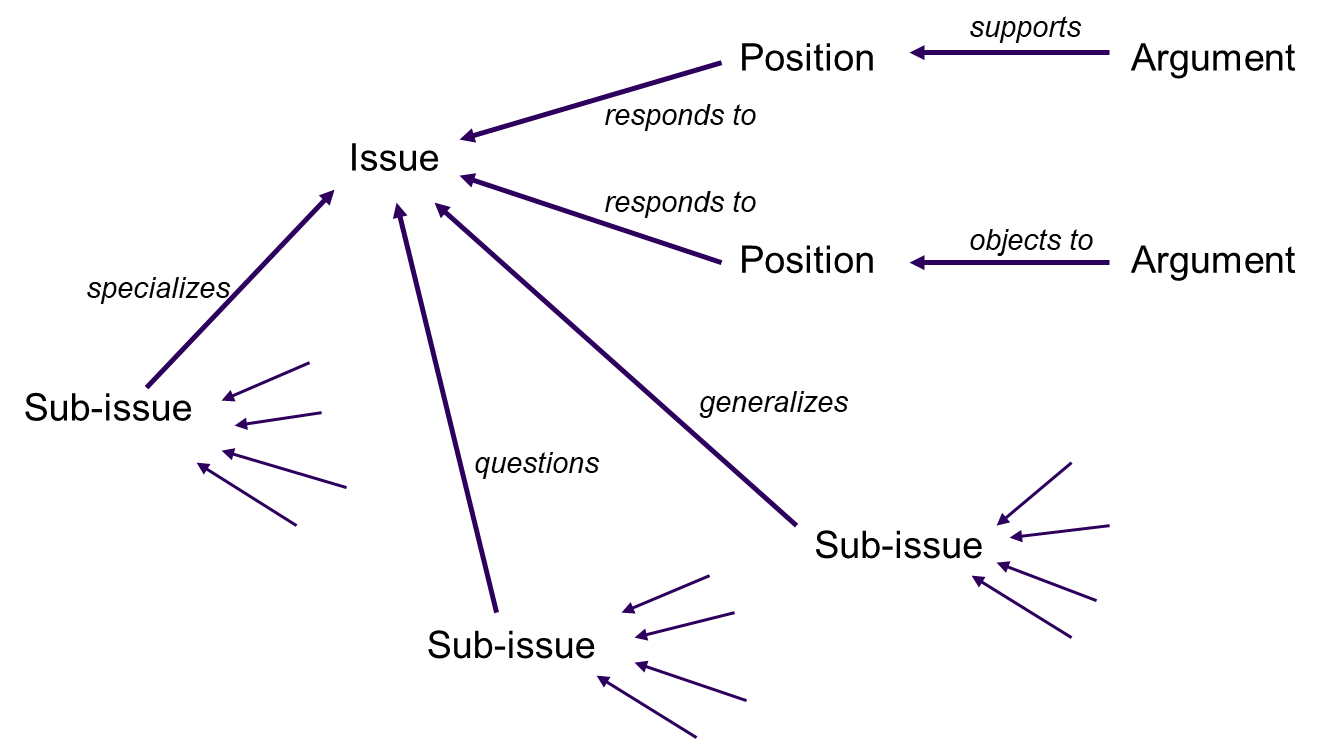 supports
Position
Argument
responds to
Issue
responds to
objects to
Position
Argument
specializes
Sub-issue
generalizes
questions
Sub-issue
Sub-issue